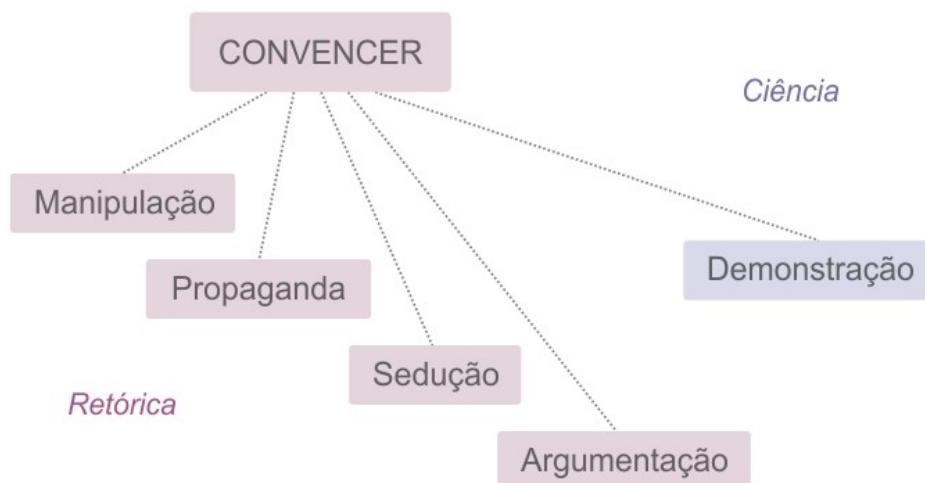 CONVENCER
Ciência
Manipulação
Demonstração
Propaganda
Sedução
Retórica
Argumentação